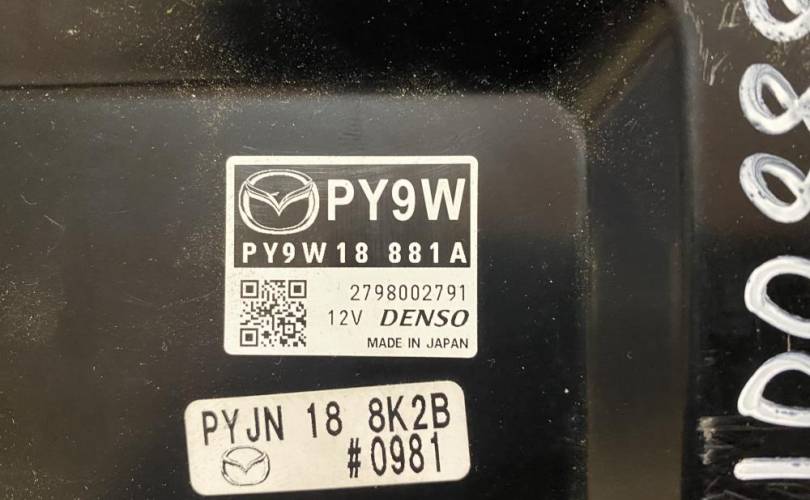 PY9W
PY9W18 881A
2798002791
12V DENSO
MADE IN JAPAN
PYJN 18 8K2B
#0981